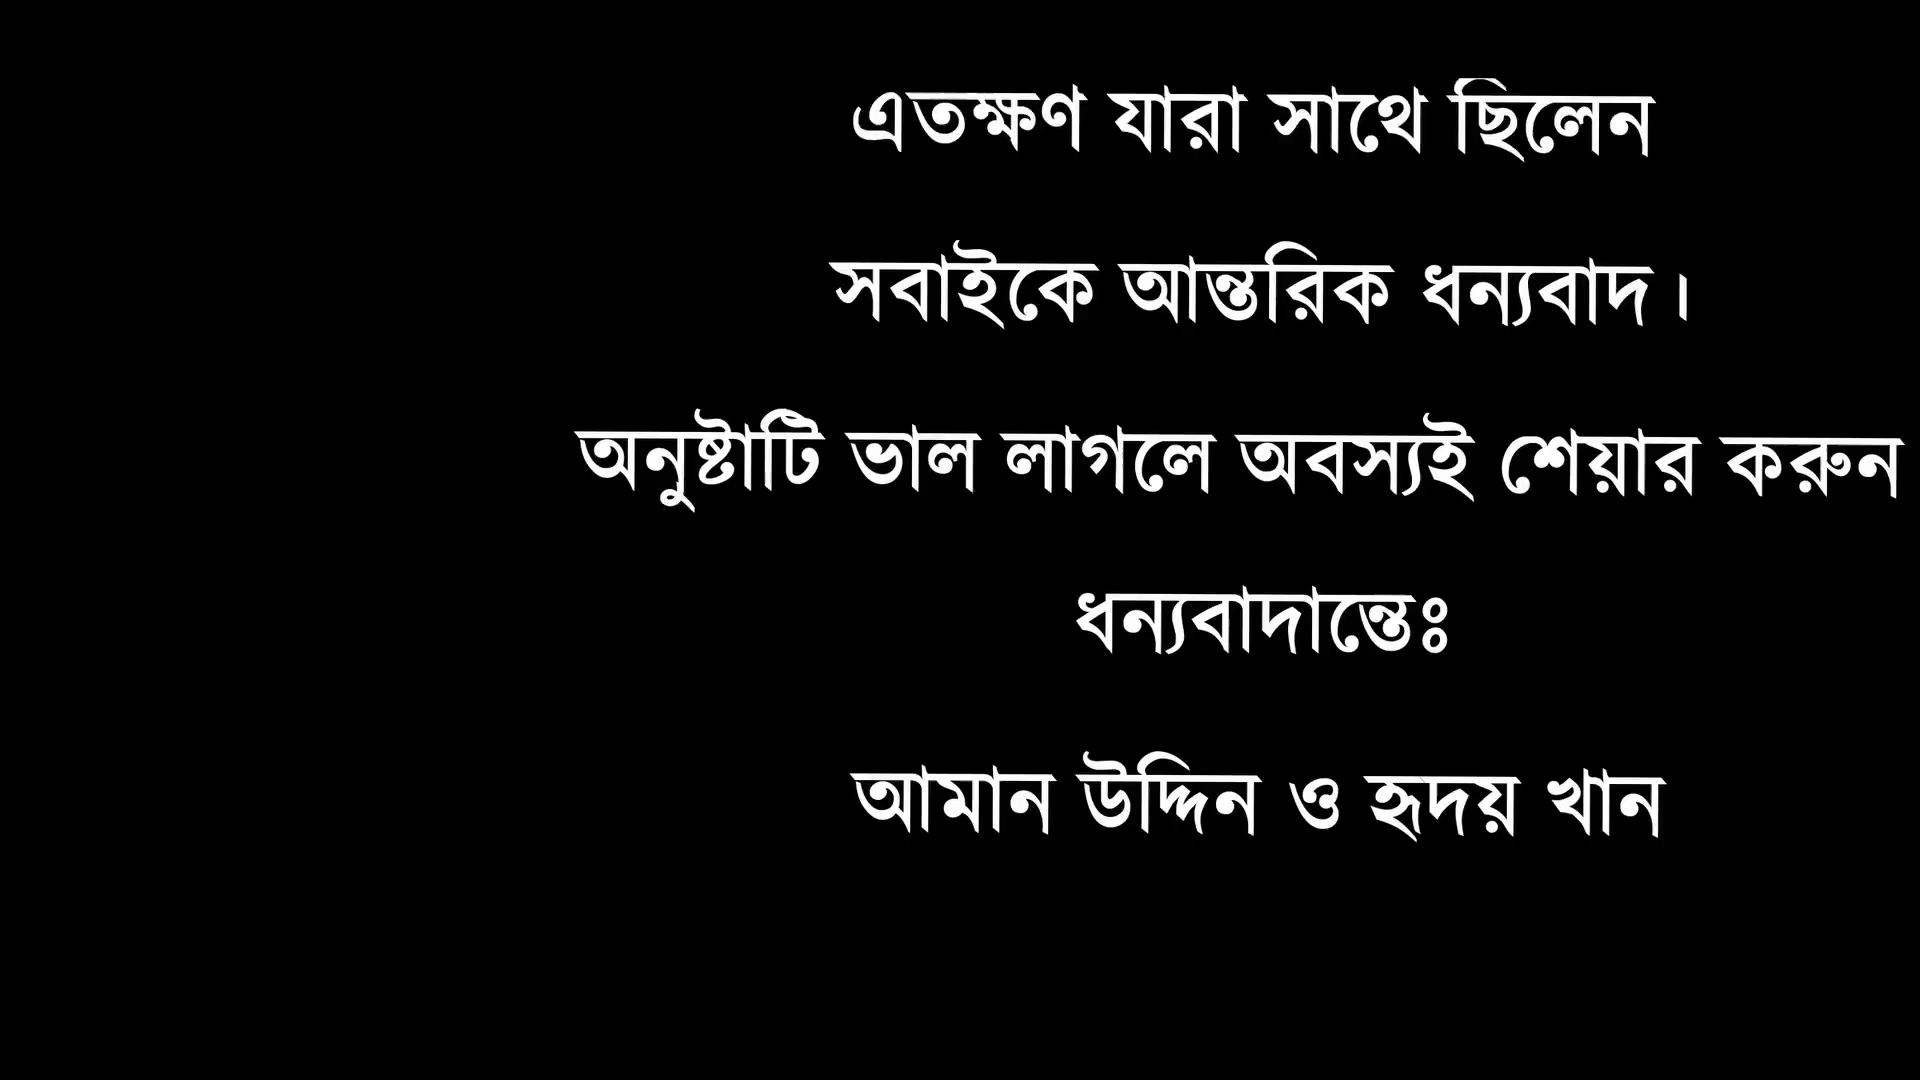 এতক্ষণ যারা সাথে ছিলেন
সবাইকে আন্তরিক ধন্যবাদ।
অনুষ্টাটি ভাল লাগলে অবস্যই শেয়ার করুন
ধন্যবাদান্তেঃ
আমান উদ্দিন ও হৃদয় খান